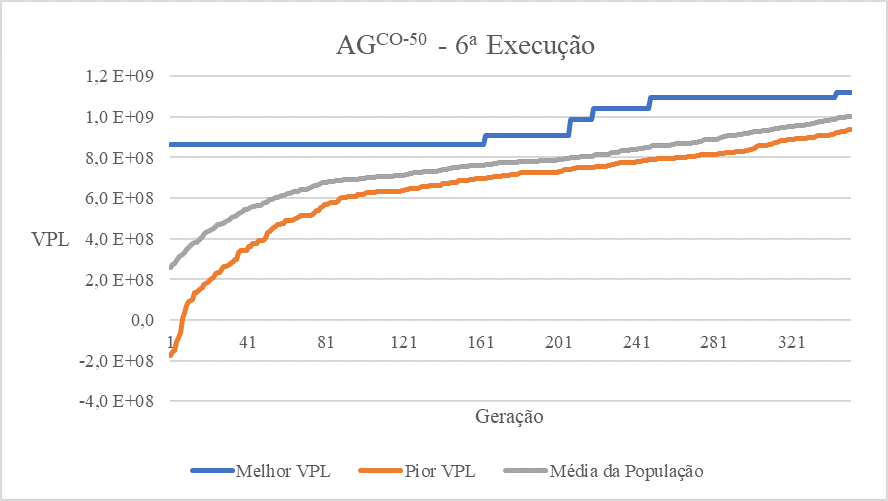 AGCO-50 - 6ª Execução
1,2 E+09
1,0 E+09
8,0 E+08
6,0 E+08
4,0 E+08
2,0 E+08
0,0
-2,0 E+08
-4,0 E+08
VPL
1 41 81 121 161 201 241 281 321
Geração
Melhor VPL Pior VPL Média da População